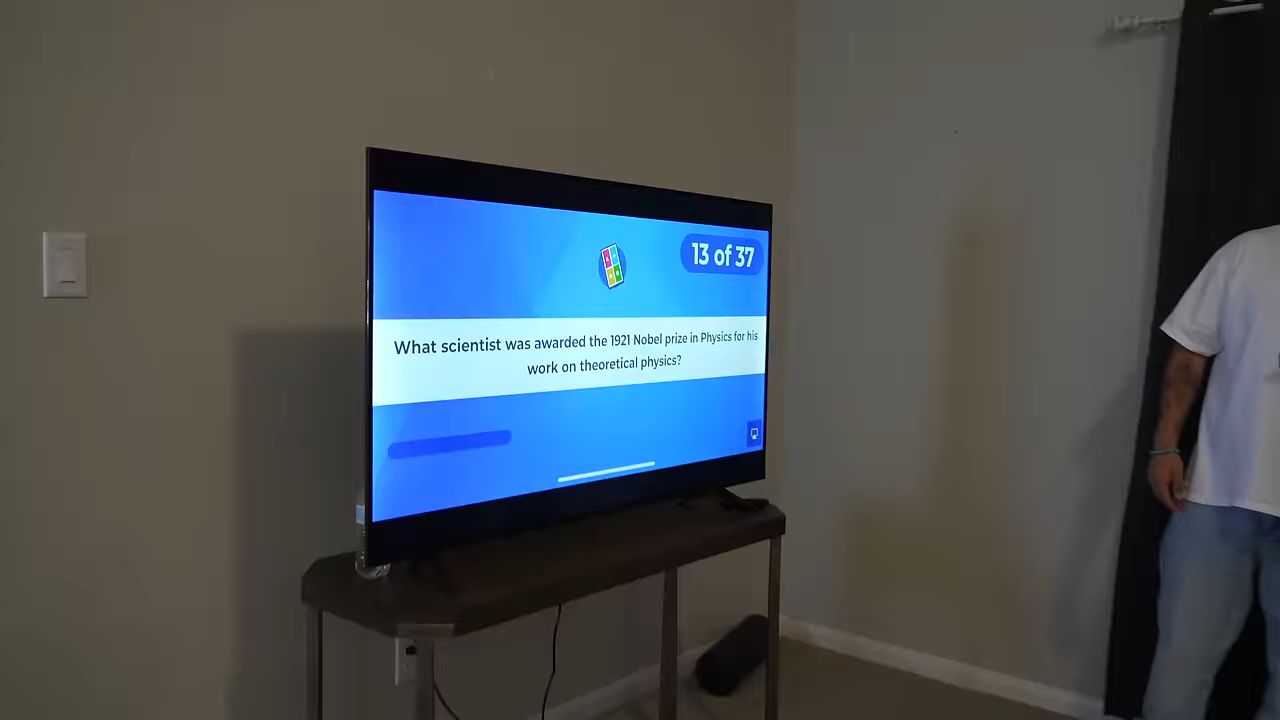 13 of 37
What scientist was awarded the 1921 Nobel prize in Physics for his
work on theoretical physics?